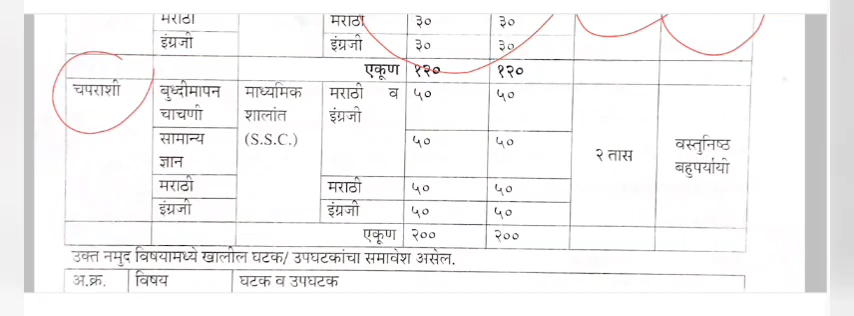 मराठी मराठी ३० ३०
इंग्रजी इंग्रजी ३० ३०
एकूण १२० १२०
चपराशी बुध्दीमापन माध्यमिक मराठी व ५० ५०
चाचणी शालांत इंग्रजी
सामान्य (S.S.C.) ५० ५० २ तास वस्तुनिष्ठ
ज्ञान बहुपर्यायी
मराठी मराठी ५० ५०
इंग्रजी इंग्रजी ५० ५०
एकूण २०० २००
उक्त नमुद विषयामध्ये खालील घटक/ उपघटकांचा समावेश असेल.
अ.क्र. विषय घटक व उपघटक